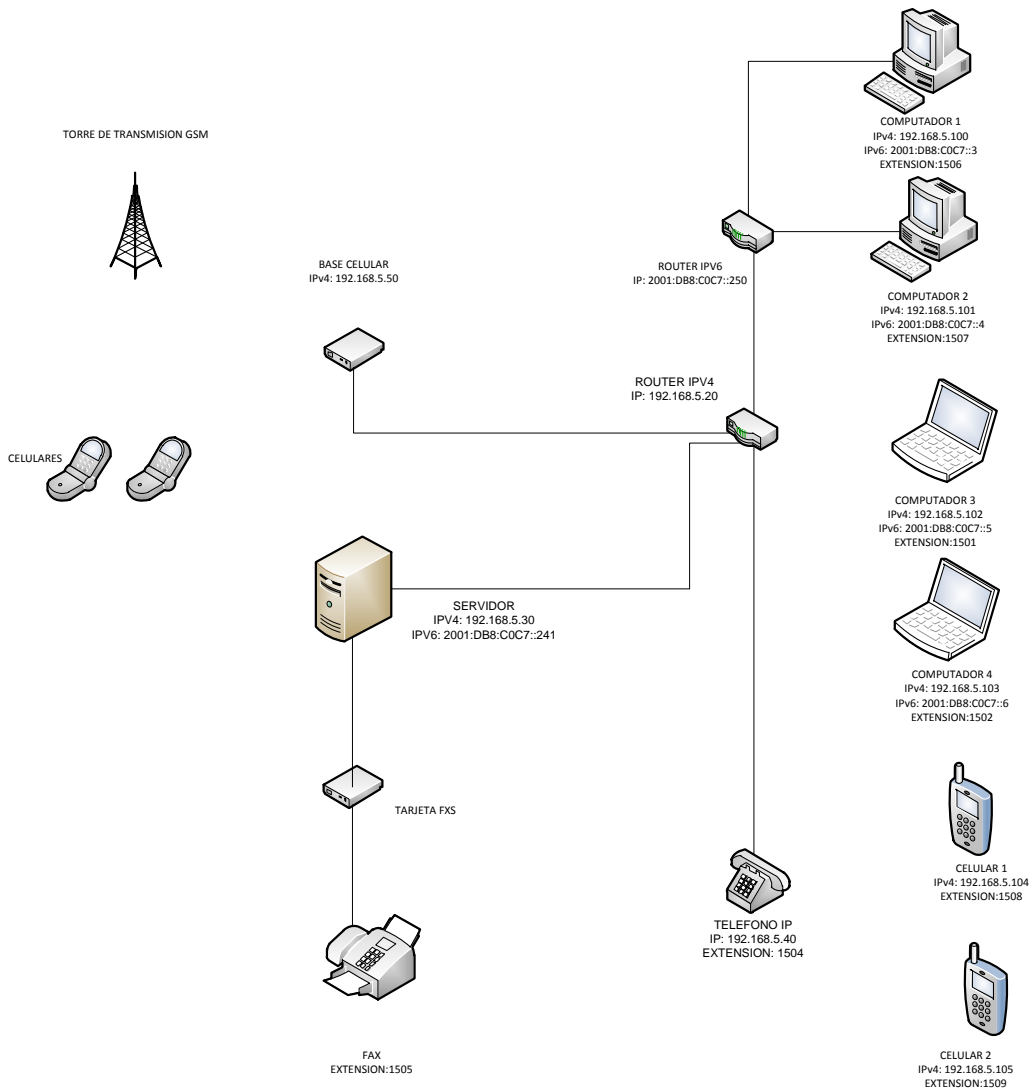 COMPUTADOR 1
IPv4: 192.168.5.100
IPv6: 2001:DB8:C0C7::3
EXTENSION:1506
TORRE DE TRANSMISION GSM
BASE CELULAR
IPv4: 192.168.5.50
ROUTER IPV6
IP: 2001:DB8:C0C7::250
COMPUTADOR 2
IPv4: 192.168.5.101
IPv6: 2001:DB8:C0C7::4
EXTENSION:1507
ROUTER IPV4
IP: 192.168.5.20
CELULARES
COMPUTADOR 3
IPv4: 192.168.5.102
IPv6: 2001:DB8:C0C7::5
EXTENSION:1501
SERVIDOR
IPV4: 192.168.5.30
IPV6: 2001:DB8:C0C7::241
COMPUTADOR 4
IPv4: 192.168.5.103
IPv6: 2001:DB8:C0C7::6
EXTENSION:1502
TARJETA FXS
CELULAR 1
IPv4: 192.168.5.104
EXTENSION:1508
TELEFONO IP
IP: 192.168.5.40
EXTENSION: 1504
FAX
EXTENSION:1505
CELULAR 2
IPv4: 192.168.5.105
EXTENSION:1509